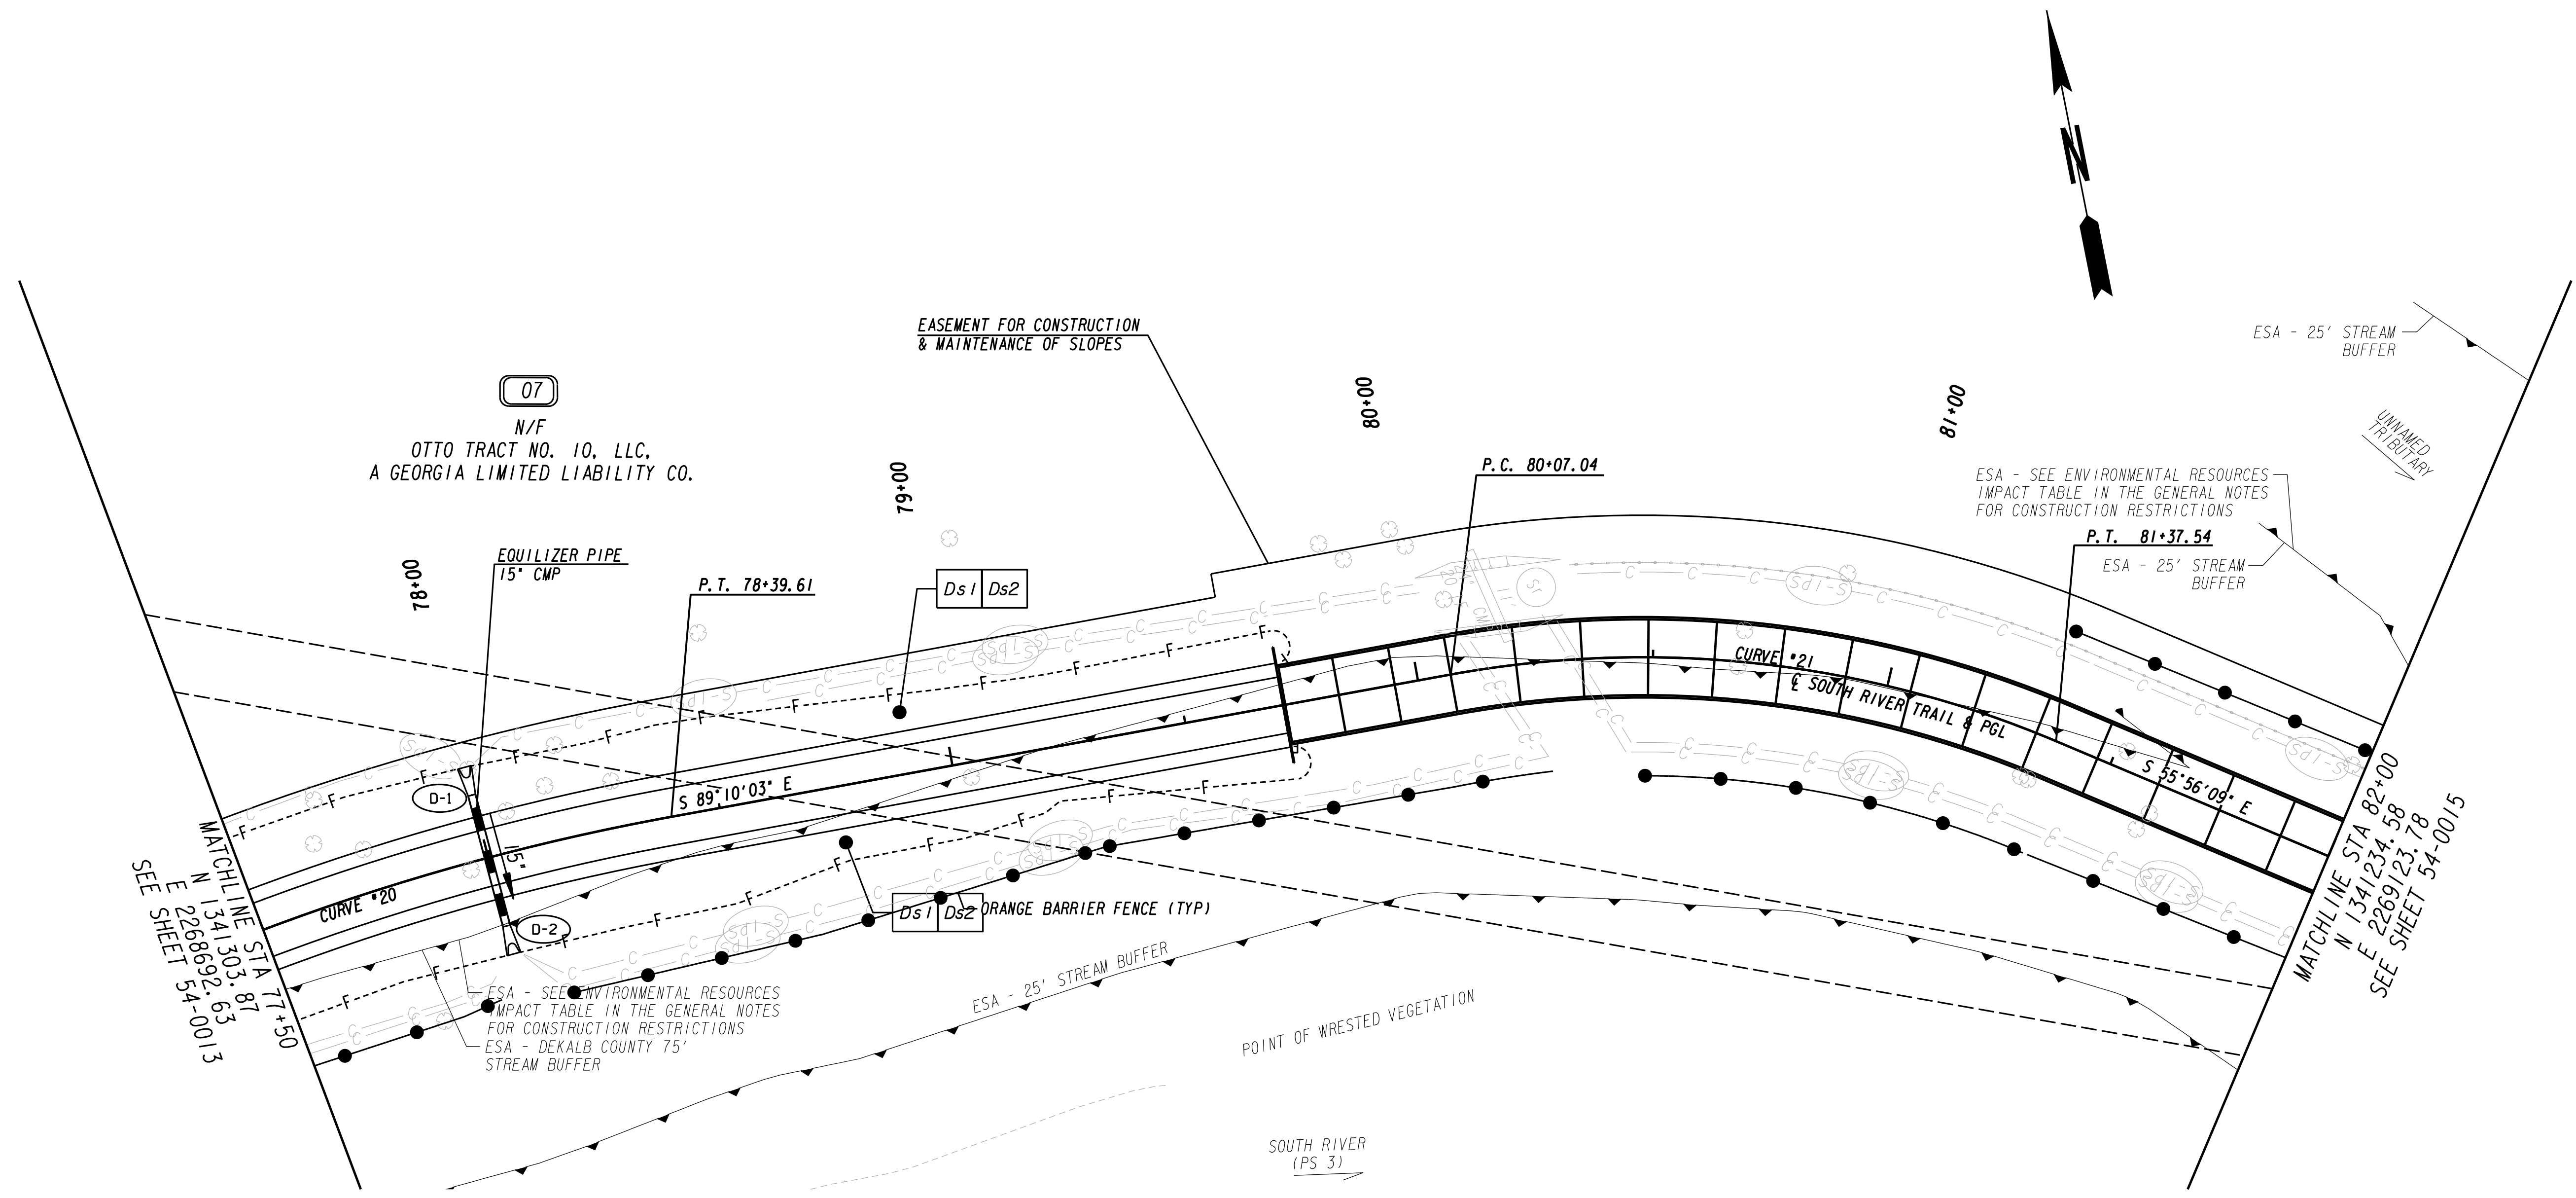 EASEMENT FOR CONSTRUCTION
& MAINTENANCE OF SLOPES
N
ESA - 25' STREAM
BUFFER
07
N/F
OTTO TRACT NO. 10, LLC,
A GEORGIA LIMITED LIABILITY CO.
78+00
79+00
80+00
81+00
UNNAMED
TRIBUTARY
P.C. 80+07.04
ESA - SEE ENVIRONMENTAL RESOURCES
IMPACT TABLE IN THE GENERAL NOTES
FOR CONSTRUCTION RESTRICTIONS
P.T. 81+37.54
ESA - 25' STREAM
BUFFER
EQUILIZER PIPE
15" CMP
P.T. 78+39.61
Ds1 Ds2
CURVE #21
℄ SOUTH RIVER TRAIL & PGL
S 55°56'09" E
S 89°10'03" E
D-1
15"
D-2
CURVE #20
Ds1 Ds2
ORANGE BARRIER FENCE (TYP)
MATCHLINE STA 77+50
N 1341303.87
E 2268692.63
SEE SHEET 54-0013
MATCHLINE STA 82+00
N 1341234.58
E 2269123.78
SEE SHEET 54-0015
ESA - SEE ENVIRONMENTAL RESOURCES
IMPACT TABLE IN THE GENERAL NOTES
FOR CONSTRUCTION RESTRICTIONS
ESA - DEKALB COUNTY 75'
STREAM BUFFER
ESA - 25' STREAM BUFFER
POINT OF WRESTED VEGETATION
SOUTH RIVER
(PS 3)